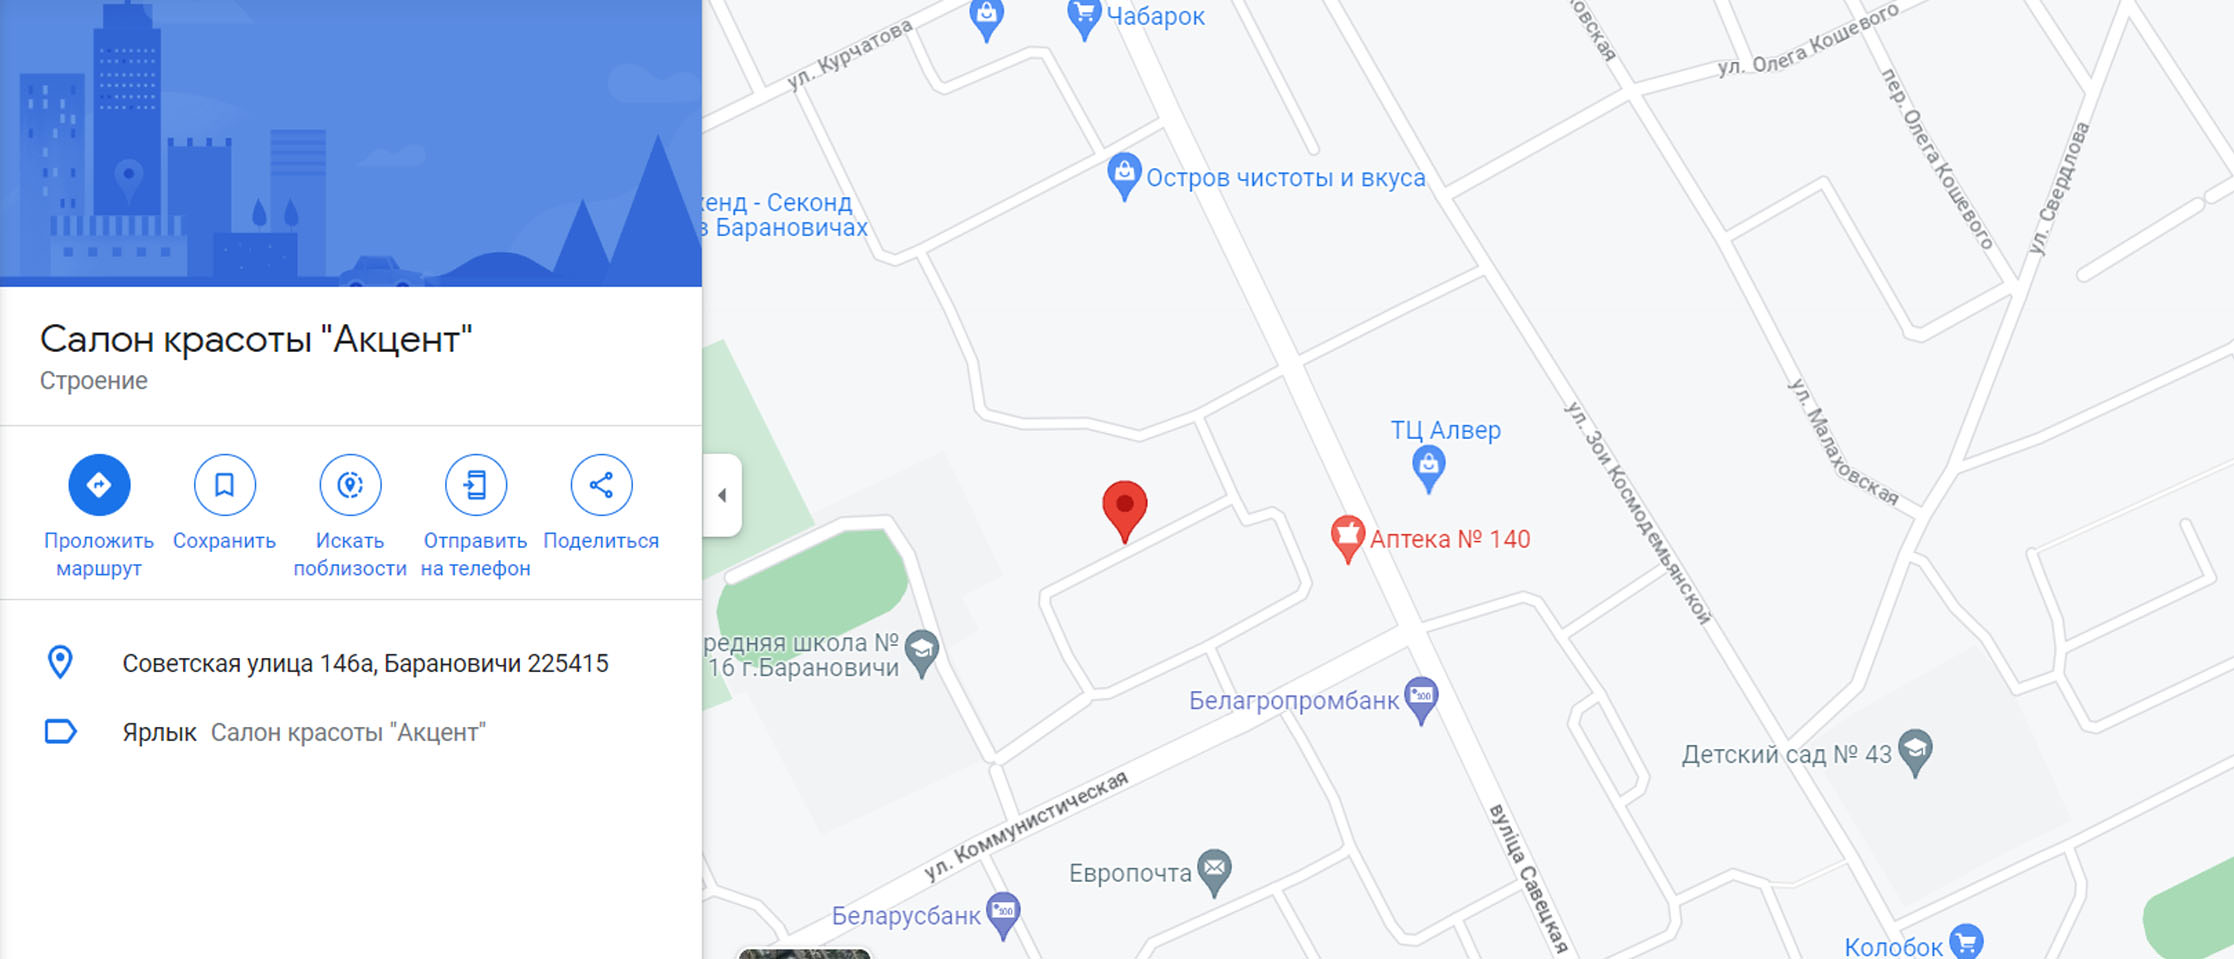 Салон красоты "Акцент"
Строение
Проложить
маршрут
Сохранить
Искать
поблизости
Отправить
на телефон
Поделиться
Советская улица 146а, Барановичи 225415
Ярлык Салон красоты "Акцент"
Чабарок
ул. Курчатова
овская
ул. Олега Кошевого
пер. Олега Кошевого
ул. Свердлова
Остров чистоты и вкуса
кенд - Секонд
в Барановичах
ТЦ Алвер
ул. Зои Космодемьянской
ул. Малаховская
Аптека № 140
редняя школа №
16 г.Барановичи
Белагропромбанк
Детский сад № 43
ул. Коммунистическая
вуліца Савецкая
Европочта
Беларусбанк
Колобок